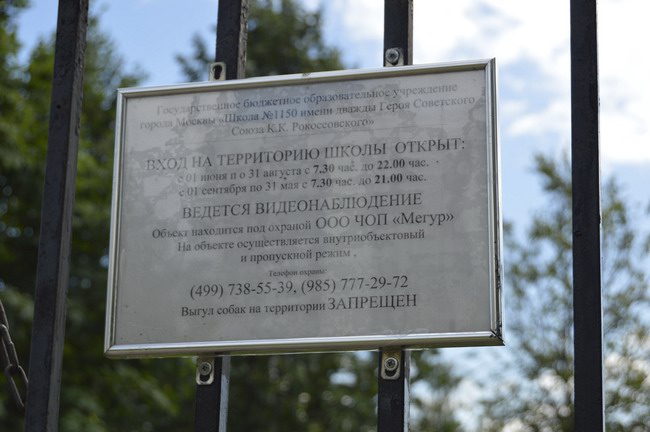 Государственное бюджетное образовательное учреждение
города Москвы «Школа №1150 имени дважды Героя Советского
Союза К.К. Рокоссовского»
ВХОД НА ТЕРРИТОРИЮ ШКОЛЫ ОТКРЫТ:
с 01 июня п о 31 августа с 7.30 час. до 22.00 час.
с 01 сентября по 31 мая с 7.30 час. до 21.00 час.
ВЕДЕТСЯ ВИДЕОНАБЛЮДЕНИЕ
Объект находится под охраной ООО ЧОП «Мегур»
На объекте осуществляется внутриобъектовый
и пропускной режим .
Телефон охраны:
(499) 738-55-39, (985) 777-29-72
Выгул собак на территории ЗАПРЕЩЕН